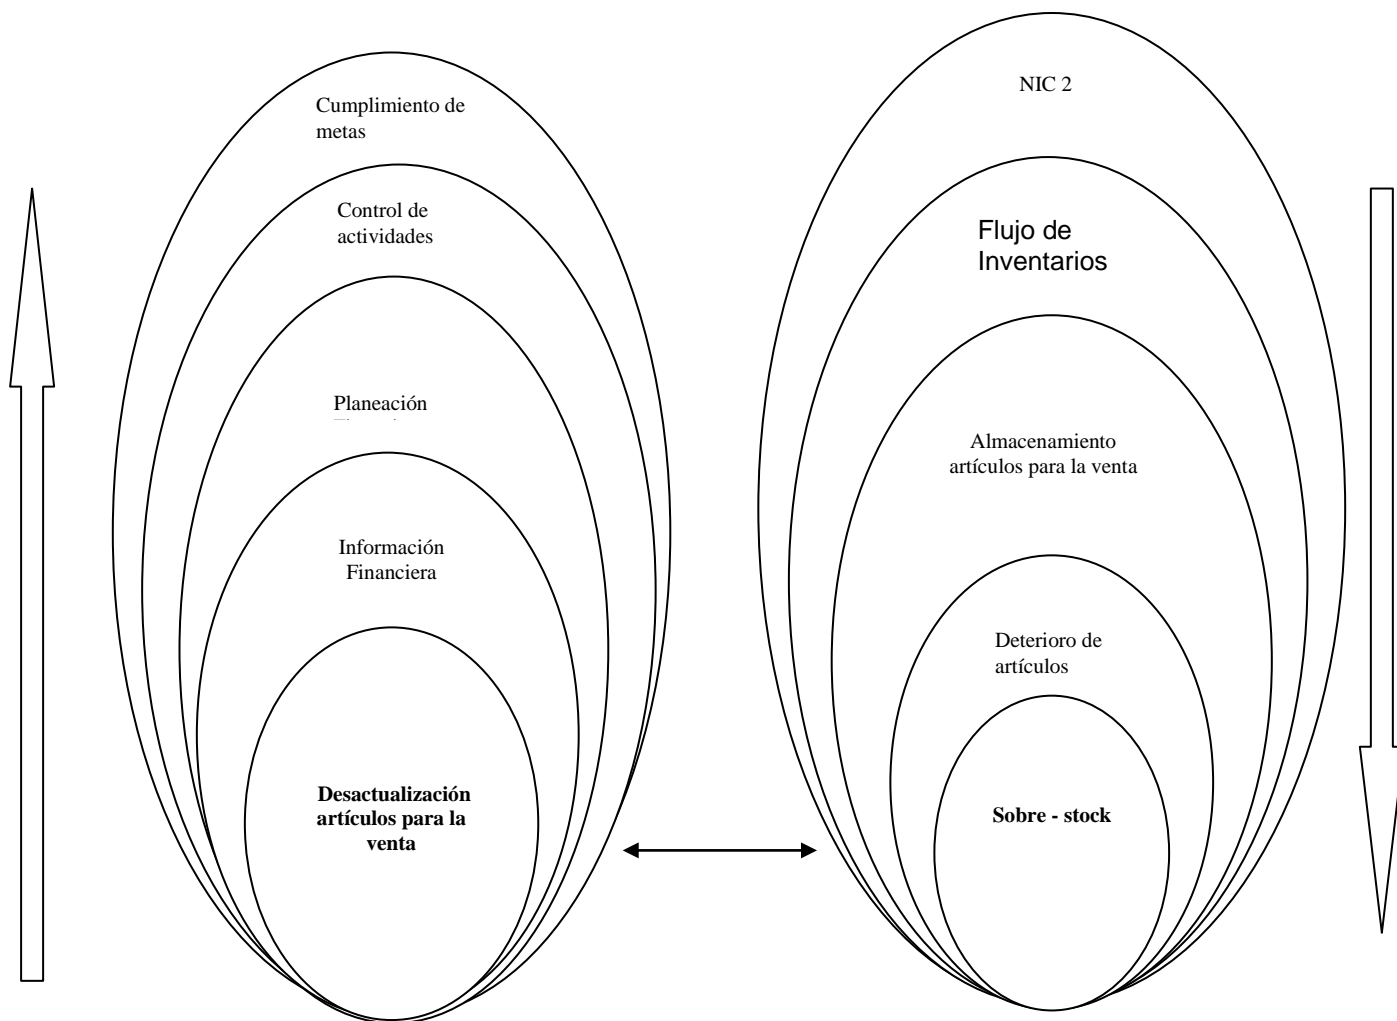 Cumplimiento de
metas
Control de
actividades
Planeación
Información
Financiera
Desactualización
artículos para la
venta
NIC 2
Flujo de
Inventarios
Almacenamiento
artículos para la venta
Deterioro de
artículos
Sobre - stock